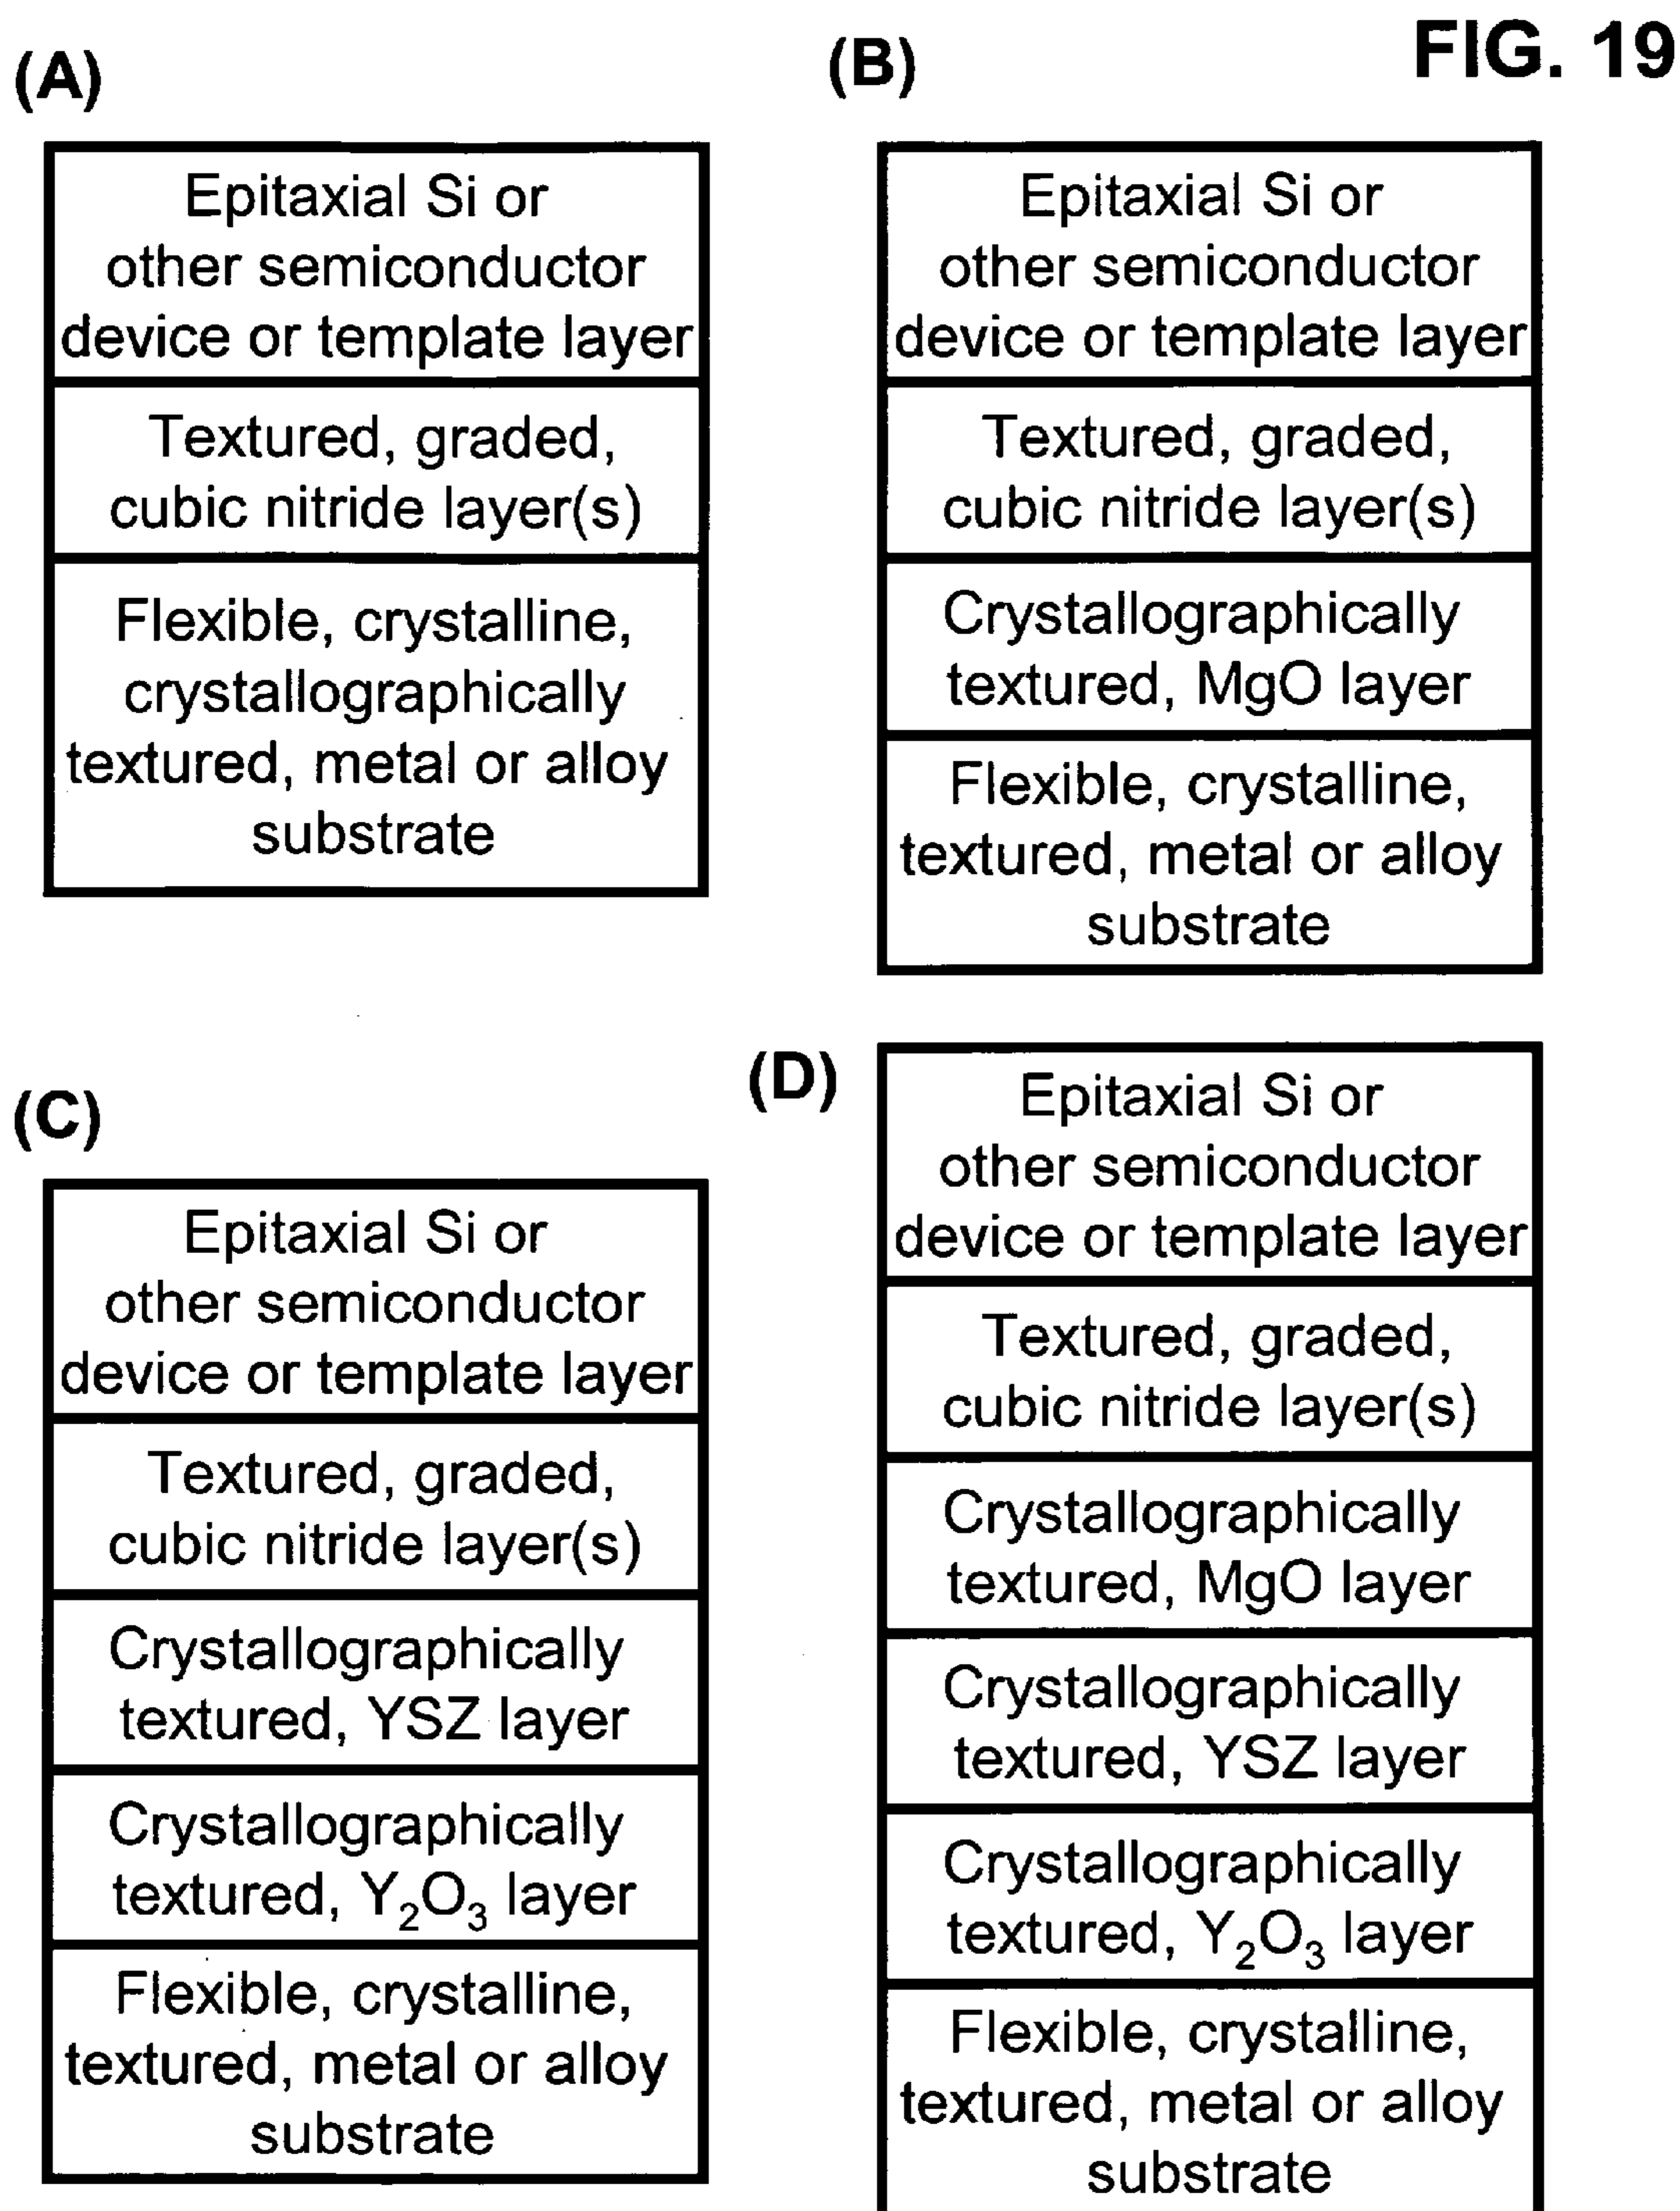 FIG. 19
(A)
Epitaxial Si or
other semiconductor
device or template layer
Textured, graded,
cubic nitride layer(s)
Flexible, crystalline,
crystallographically
textured, metal or alloy
substrate
(B)
Epitaxial Si or
other semiconductor
device or template layer
Textured, graded,
cubic nitride layer(s)
Crystallographically
textured, MgO layer
Flexible, crystalline,
textured, metal or alloy
substrate
(C)
Epitaxial Si or
other semiconductor
device or template layer
Textured, graded,
cubic nitride layer(s)
Crystallographically
textured, YSZ layer
Crystallographically
textured, Y₂O₃ layer
Flexible, crystalline,
textured, metal or alloy
substrate
(D)
Epitaxial Si or
other semiconductor
device or template layer
Textured, graded,
cubic nitride layer(s)
Crystallographically
textured, MgO layer
Crystallographically
textured, YSZ layer
Crystallographically
textured, Y₂O₃ layer
Flexible, crystalline,
textured, metal or alloy
substrate